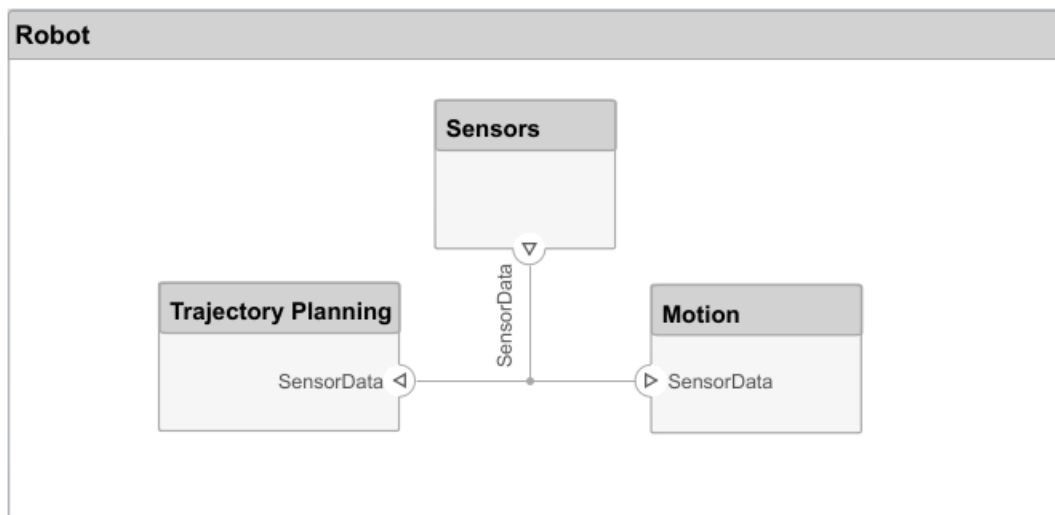 Robot
Sensors
SensorData
Trajectory Planning
SensorData
Motion
SensorData